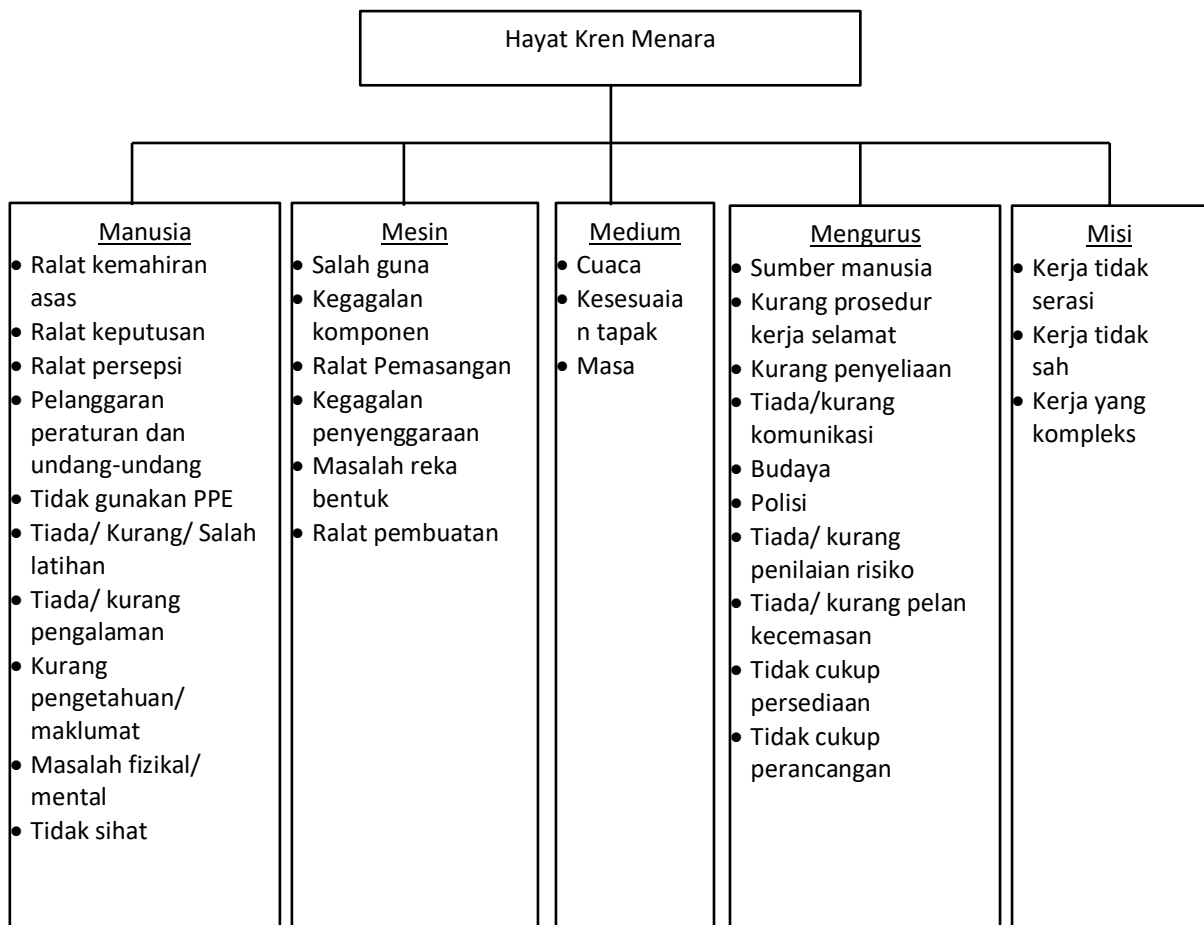 Hayat Kren Menara
Manusia
• Ralat kemahiran
asas
• Ralat keputusan
• Ralat persepsi
• Pelanggaran
peraturan dan
undang-undang
• Tidak gunakan PPE
• Tiada/ Kurang/ Salah
latihan
• Tiada/ kurang
pengalaman
• Kurang
pengetahuan/
maklumat
• Masalah fizikal/
mental
• Tidak sihat
Mesin
• Salah guna
• Kegagalan
komponen
• Ralat Pemasangan
• Kegagalan
penyenggaraan
• Masalah reka
bentuk
• Ralat pembuatan
Medium
• Cuaca
• Kesesuaia
n tapak
• Masa
Mengurus
• Sumber manusia
• Kurang prosedur
kerja selamat
• Kurang penyeliaan
• Tiada/kurang
komunikasi
• Budaya
• Polisi
• Tiada/ kurang
penilaian risiko
• Tiada/ kurang pelan
kecemasan
• Tidak cukup
persediaan
• Tidak cukup
perancangan
Misi
• Kerja tidak
serasi
• Kerja tidak
sah
• Kerja yang
kompleks